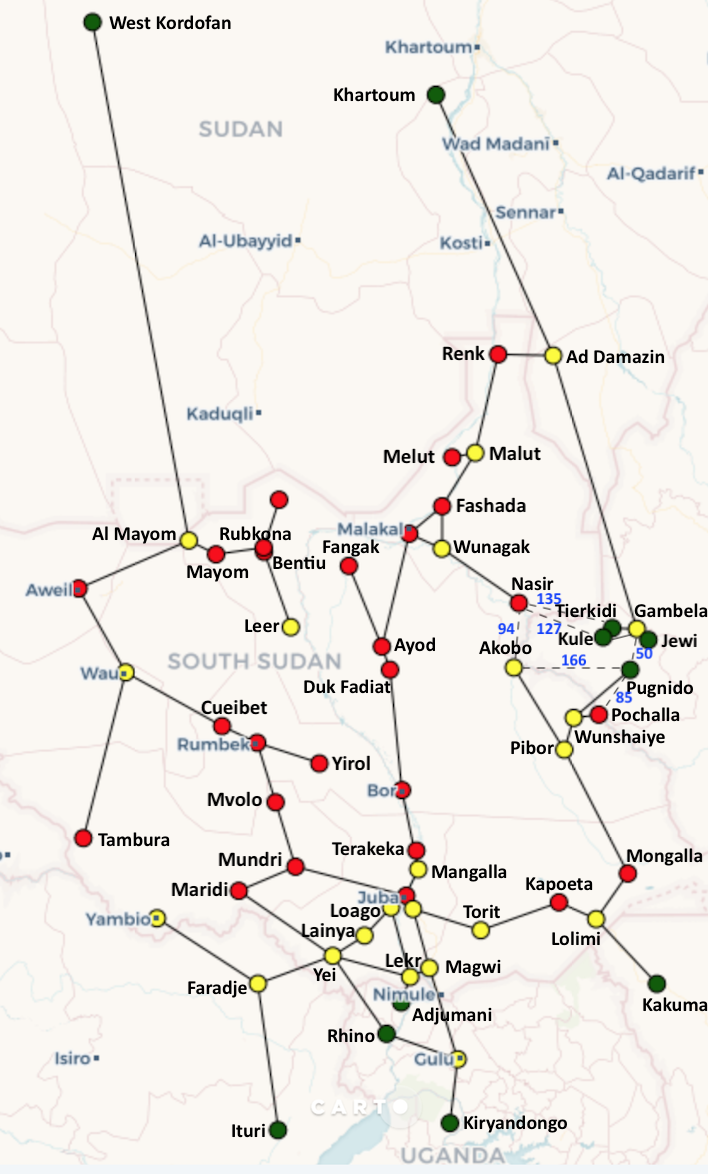 West Kordofan
Khartoum
Khartoum
SUDAN
Wad Madanī
Al-Qadarif
Sennar
Al-Ubayyid
Kosti
Renk
Ad Damazin
Kaduqli
Melut
Malut
Fashada
Al Mayom
Rubkona
Malakal
Fangak
Wunagak
Mayom
Bentiu
Aweil
Nasir
135
Tierkidi
Gambela
Leer
94
127
Kule
Jewi
Ayod
Akobo
50
SOUTH SUDAN
166
Wau
Duk Fadiat
Pugnido
85
Cueibet
Pochalla
Rumbek
Wunshaiye
Pibor
Yirol
Bor
Mvolo
Tambura
Terakeka
Mundri
Mangalla
Mongalla
Maridi
Kapoeta
Juba
Loago
Torit
Yambio
Lainya
Lolimi
Lekr
Magwi
Yei
Faradje
Nimule
Kakuma
Adjumani
Rhino
Isiro
Gulu
CARTO
Ituri
Kiryandongo
UGANDA